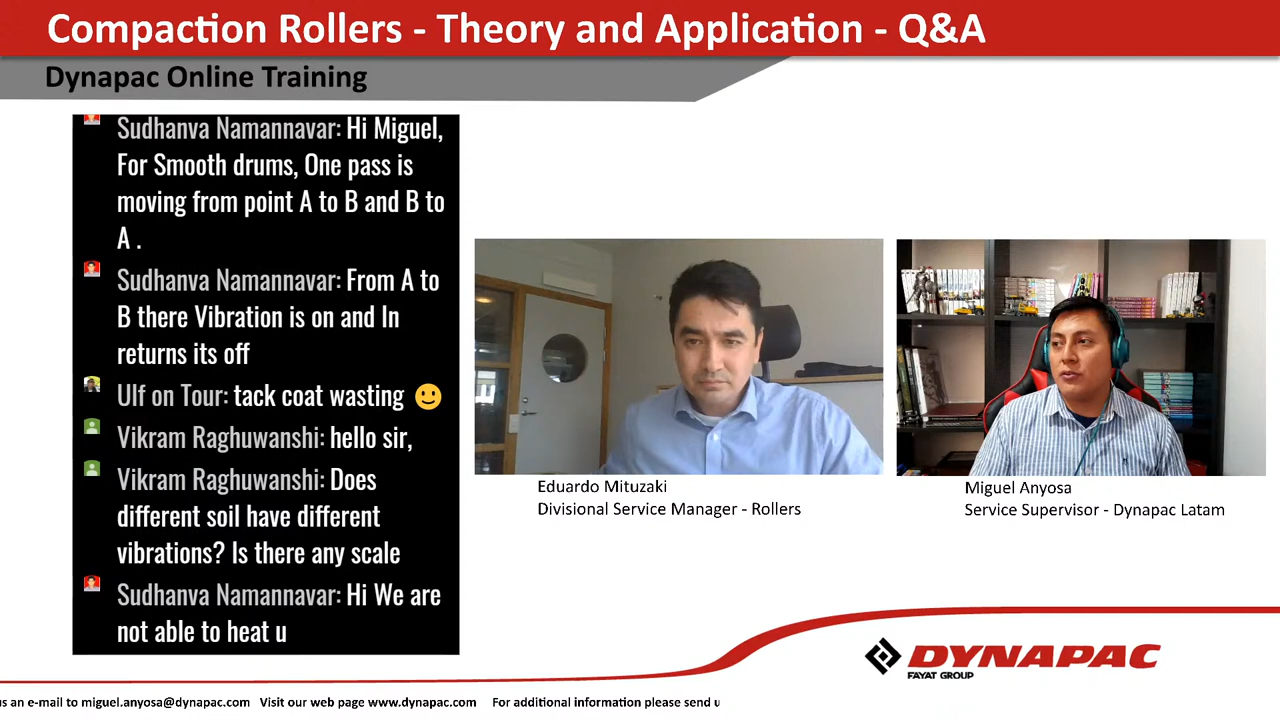 Compaction Rollers - Theory and Application - Q&A
Dynapac Online Training
Sudhanva Namannavar: Hi Miguel,
For Smooth drums, One pass is
moving from point A to B and B to
A .
Sudhanva Namannavar: From A to
B there Vibration is on and In
returns its off
Ulf on Tour: tack coat wasting 🙂
Vikram Raghuwanshi: hello sir,
Vikram Raghuwanshi: Does
different soil have different
vibrations? Is there any scale
Sudhanva Namannavar: Hi We are
not able to heat u
Eduardo Mituzaki
Divisional Service Manager - Rollers
Miguel Anyosa
Service Supervisor - Dynapac Latam
DYNAPAC
FAYAT GROUP
us an e-mail to miguel.anyosa@dynapac.com Visit our web page www.dynapac.com For additional information please send u